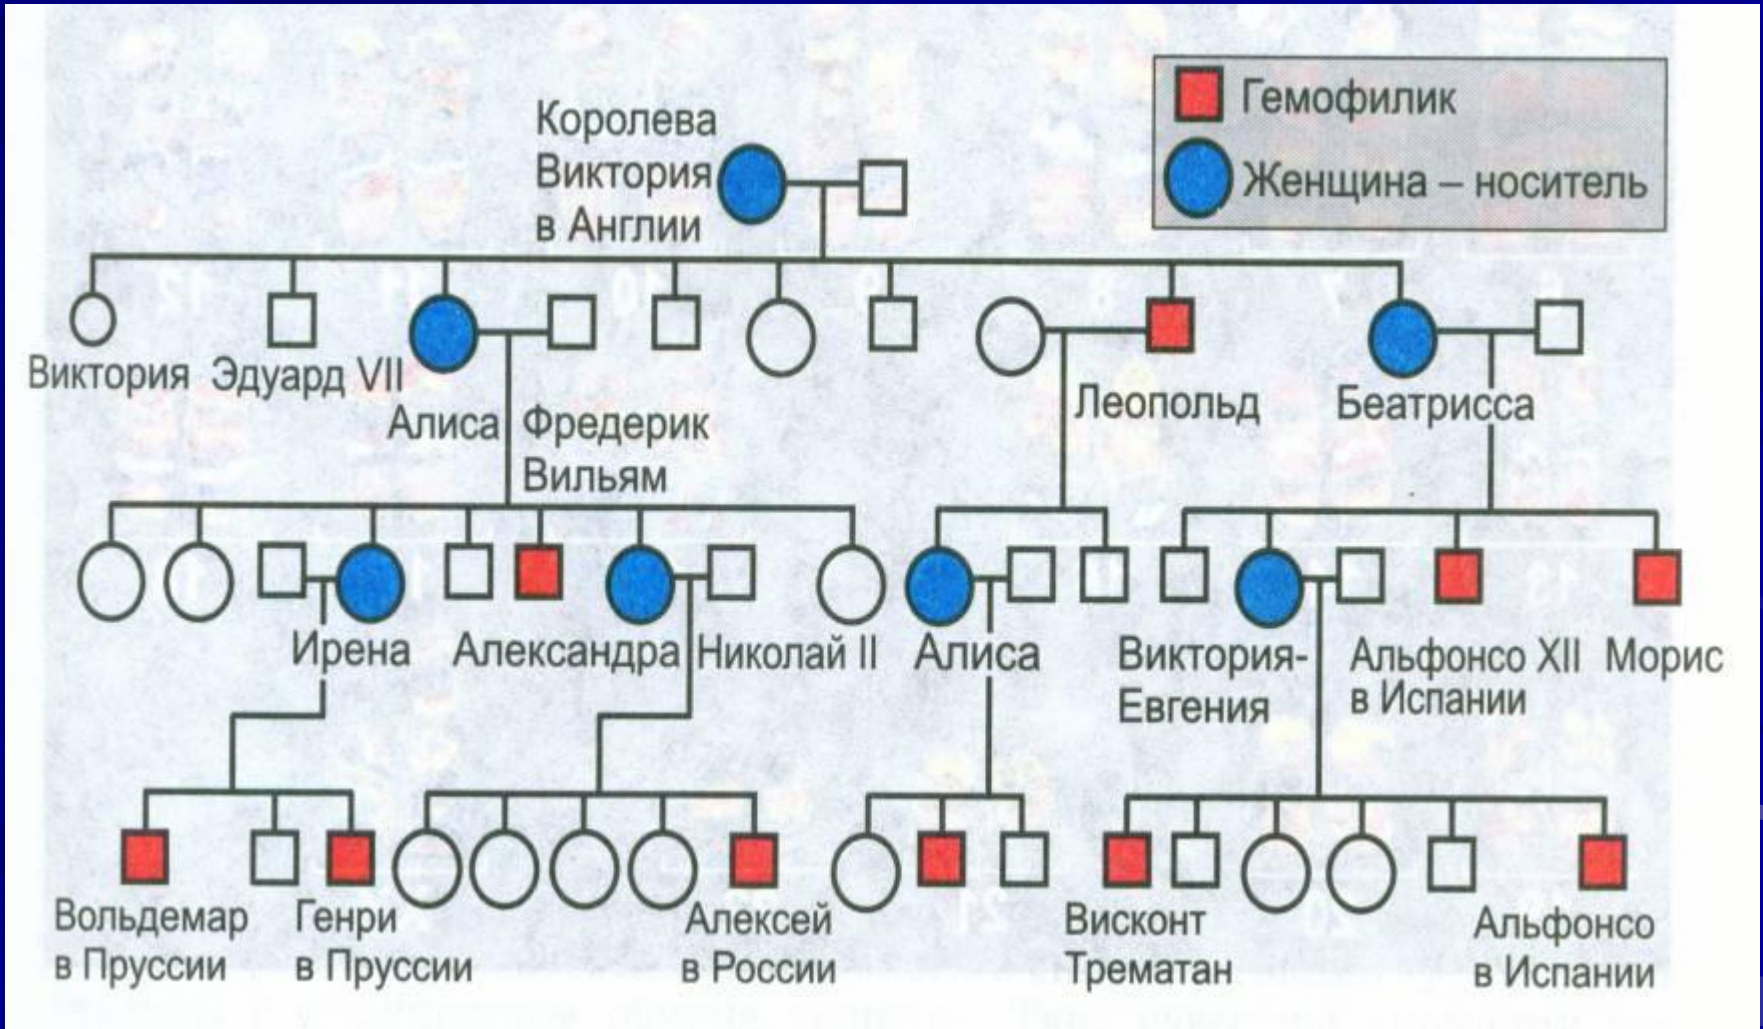 Гемофилик
Женщина – носитель
Королева
Виктория
в Англии
Виктория
Эдуард VII
Алиса
Фредерик
Вильям
Леопольд
Беатрисса
Ирена
Александра
Николай II
Алиса
Виктория-
Евгения
Альфонсо XII
в Испании
Морис
Вольдемар
в Пруссии
Генри
в Пруссии
Алексей
в России
Висконт
Трематан
Альфонсо
в Испании